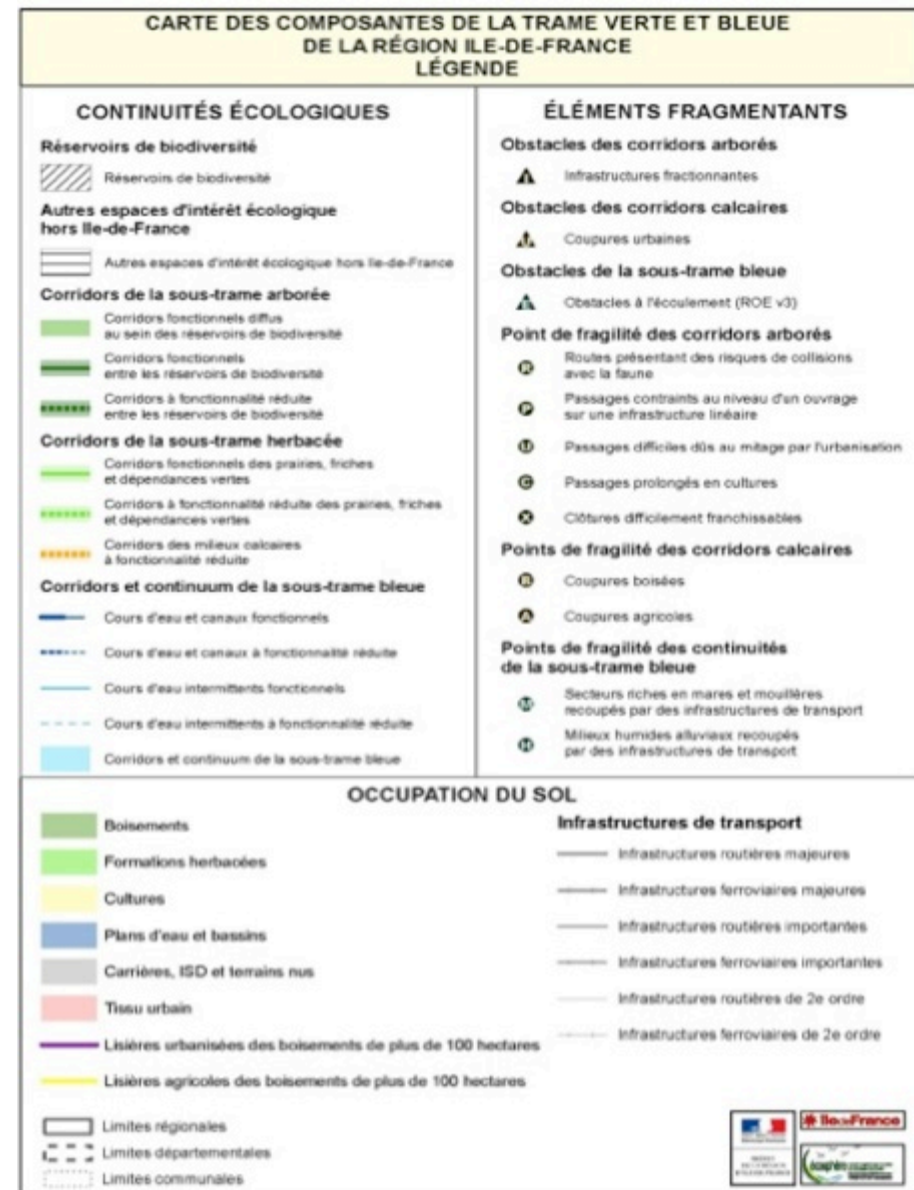 CARTE DES COMPOSANTES DE LA TRAME VERTE ET BLEUE
DE LA RÉGION ILE-DE-FRANCE
LÉGENDE
CONTINUITÉS ÉCOLOGIQUES
Réservoirs de biodiversité
Réservoirs de biodiversité
Autres espaces d'intérêt écologique
hors Ile-de-France
Autres espaces d'intérêt écologique hors Ile-de-France
Corridors de la sous-trame arborée
Corridors fonctionnels diffus
au sein des réservoirs de biodiversité
Corridors fonctionnels
entre les réservoirs de biodiversité
Corridors à fonctionnalité réduite
entre les réservoirs de biodiversité
Corridors de la sous-trame herbacée
Corridors fonctionnels des prairies, friches
et dépendances vertes
Corridors à fonctionnalité réduite des prairies, friches
et dépendances vertes
Corridors des milieux calcaires
à fonctionnalité réduite
Corridors et continuum de la sous-trame bleue
Cours d'eau et canaux fonctionnels
Cours d'eau et canaux à fonctionnalité réduite
Cours d'eau intermittents fonctionnels
Cours d'eau intermittents à fonctionnalité réduite
Corridors et continuum de la sous-trame bleue
ÉLÉMENTS FRAGMENTANTS
Obstacles des corridors arborés
Infrastructures fractionnantes
Obstacles des corridors calcaires
Coupures urbaines
Obstacles de la sous-trame bleue
Obstacles à l'écoulement (ROE v3)
Point de fragilité des corridors arborés
R Routes présentant des risques de collisions
avec la faune
P Passages contraints au niveau d'un ouvrage
sur une infrastructure linéaire
Passages difficiles dûs au mitage par l'urbanisation
C Passages prolongés en cultures
X Clôtures difficilement franchissables
Points de fragilité des corridors calcaires
B Coupures boisées
A Coupures agricoles
Points de fragilité des continuités
de la sous-trame bleue
M Secteurs riches en mares et mouillères
recoupés par des infrastructures de transport
H Milieux humides alluviaux recoupés
par des infrastructures de transport
OCCUPATION DU SOL
Boisements
Formations herbacées
Cultures
Plans d'eau et bassins
Carrières, ISD et terrains nus
Tissu urbain
Lisières urbanisées des boisements de plus de 100 hectares
Lisières agricoles des boisements de plus de 100 hectares
Limites régionales
Limites départementales
Limites communales
Infrastructures de transport
Infrastructures routières majeures
Infrastructures ferroviaires majeures
Infrastructures routières importantes
Infrastructures ferroviaires importantes
Infrastructures routières de 2e ordre
Infrastructures ferroviaires de 2e ordre
île de France
écosphère